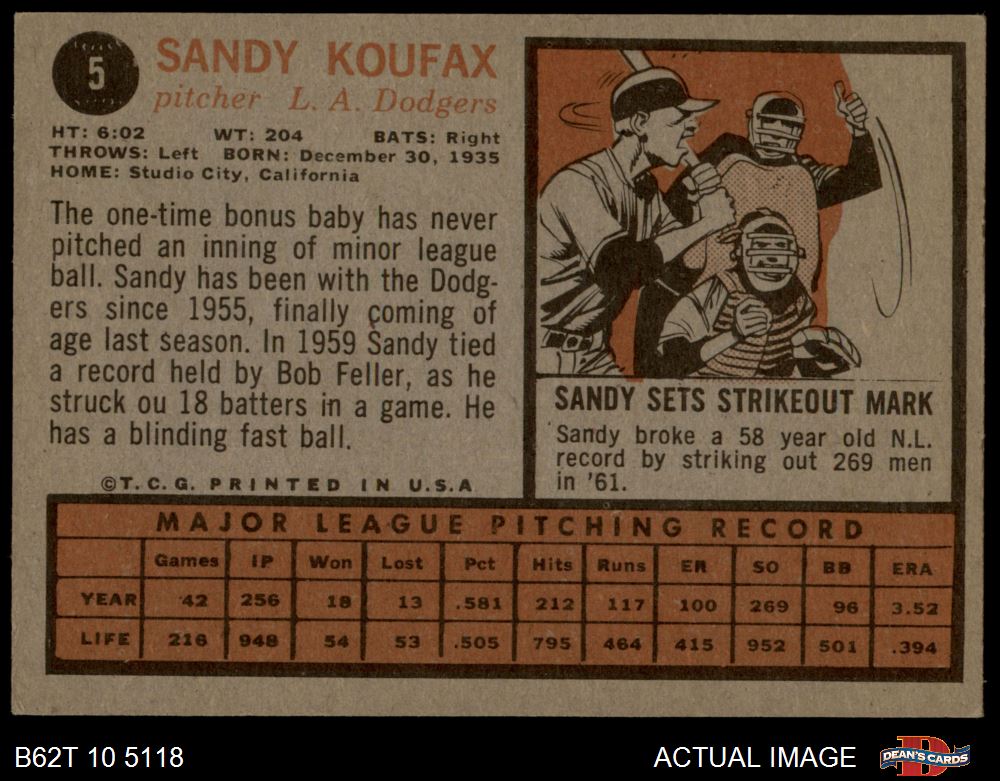 5
SANDY KOUFAX
pitcher L. A. Dodgers
HT: 6:02 WT: 204 BATS: Right
THROWS: Left BORN: December 30, 1935
HOME: Studio City, California
The one-time bonus baby has never
pitched an inning of minor league
ball. Sandy has been with the Dodg-
ers since 1955, finally coming of
age last season. In 1959 Sandy tied
a record held by Bob Feller, as he
struck ou 18 batters in a game. He
has a blinding fast ball.
©T.C.G. PRINTED IN U.S.A
SANDY SETS STRIKEOUT MARK
Sandy broke a 58 year old N.L.
record by striking out 269 men
in '61.
MAJOR LEAGUE PITCHING RECORD
Games IP Won Lost Pct Hits Runs ER SO BB ERA
YEAR 42 256 18 13 .581 212 117 100 269 96 3.52
LIFE 216 948 54 53 .505 795 464 415 952 501 .394
B62T 10 5118 ACTUAL IMAGE DEAN'S CARDS